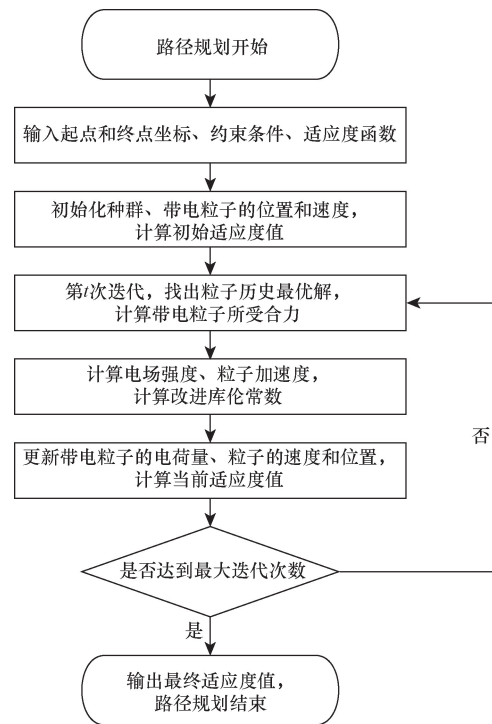 路径规划开始
输入起点和终点坐标、约束条件、适应度函数
初始化种群、带电粒子的位置和速度，
计算初始适应度值
第t次迭代，找出粒子历史最优解，
计算带电粒子所受合力
计算电场强度、粒子加速度，
计算改进库伦常数
否
更新带电粒子的电荷量、粒子的速度和位置，
计算当前适应度值
是否达到最大迭代次数
是
输出最终适应度值，
路径规划结束